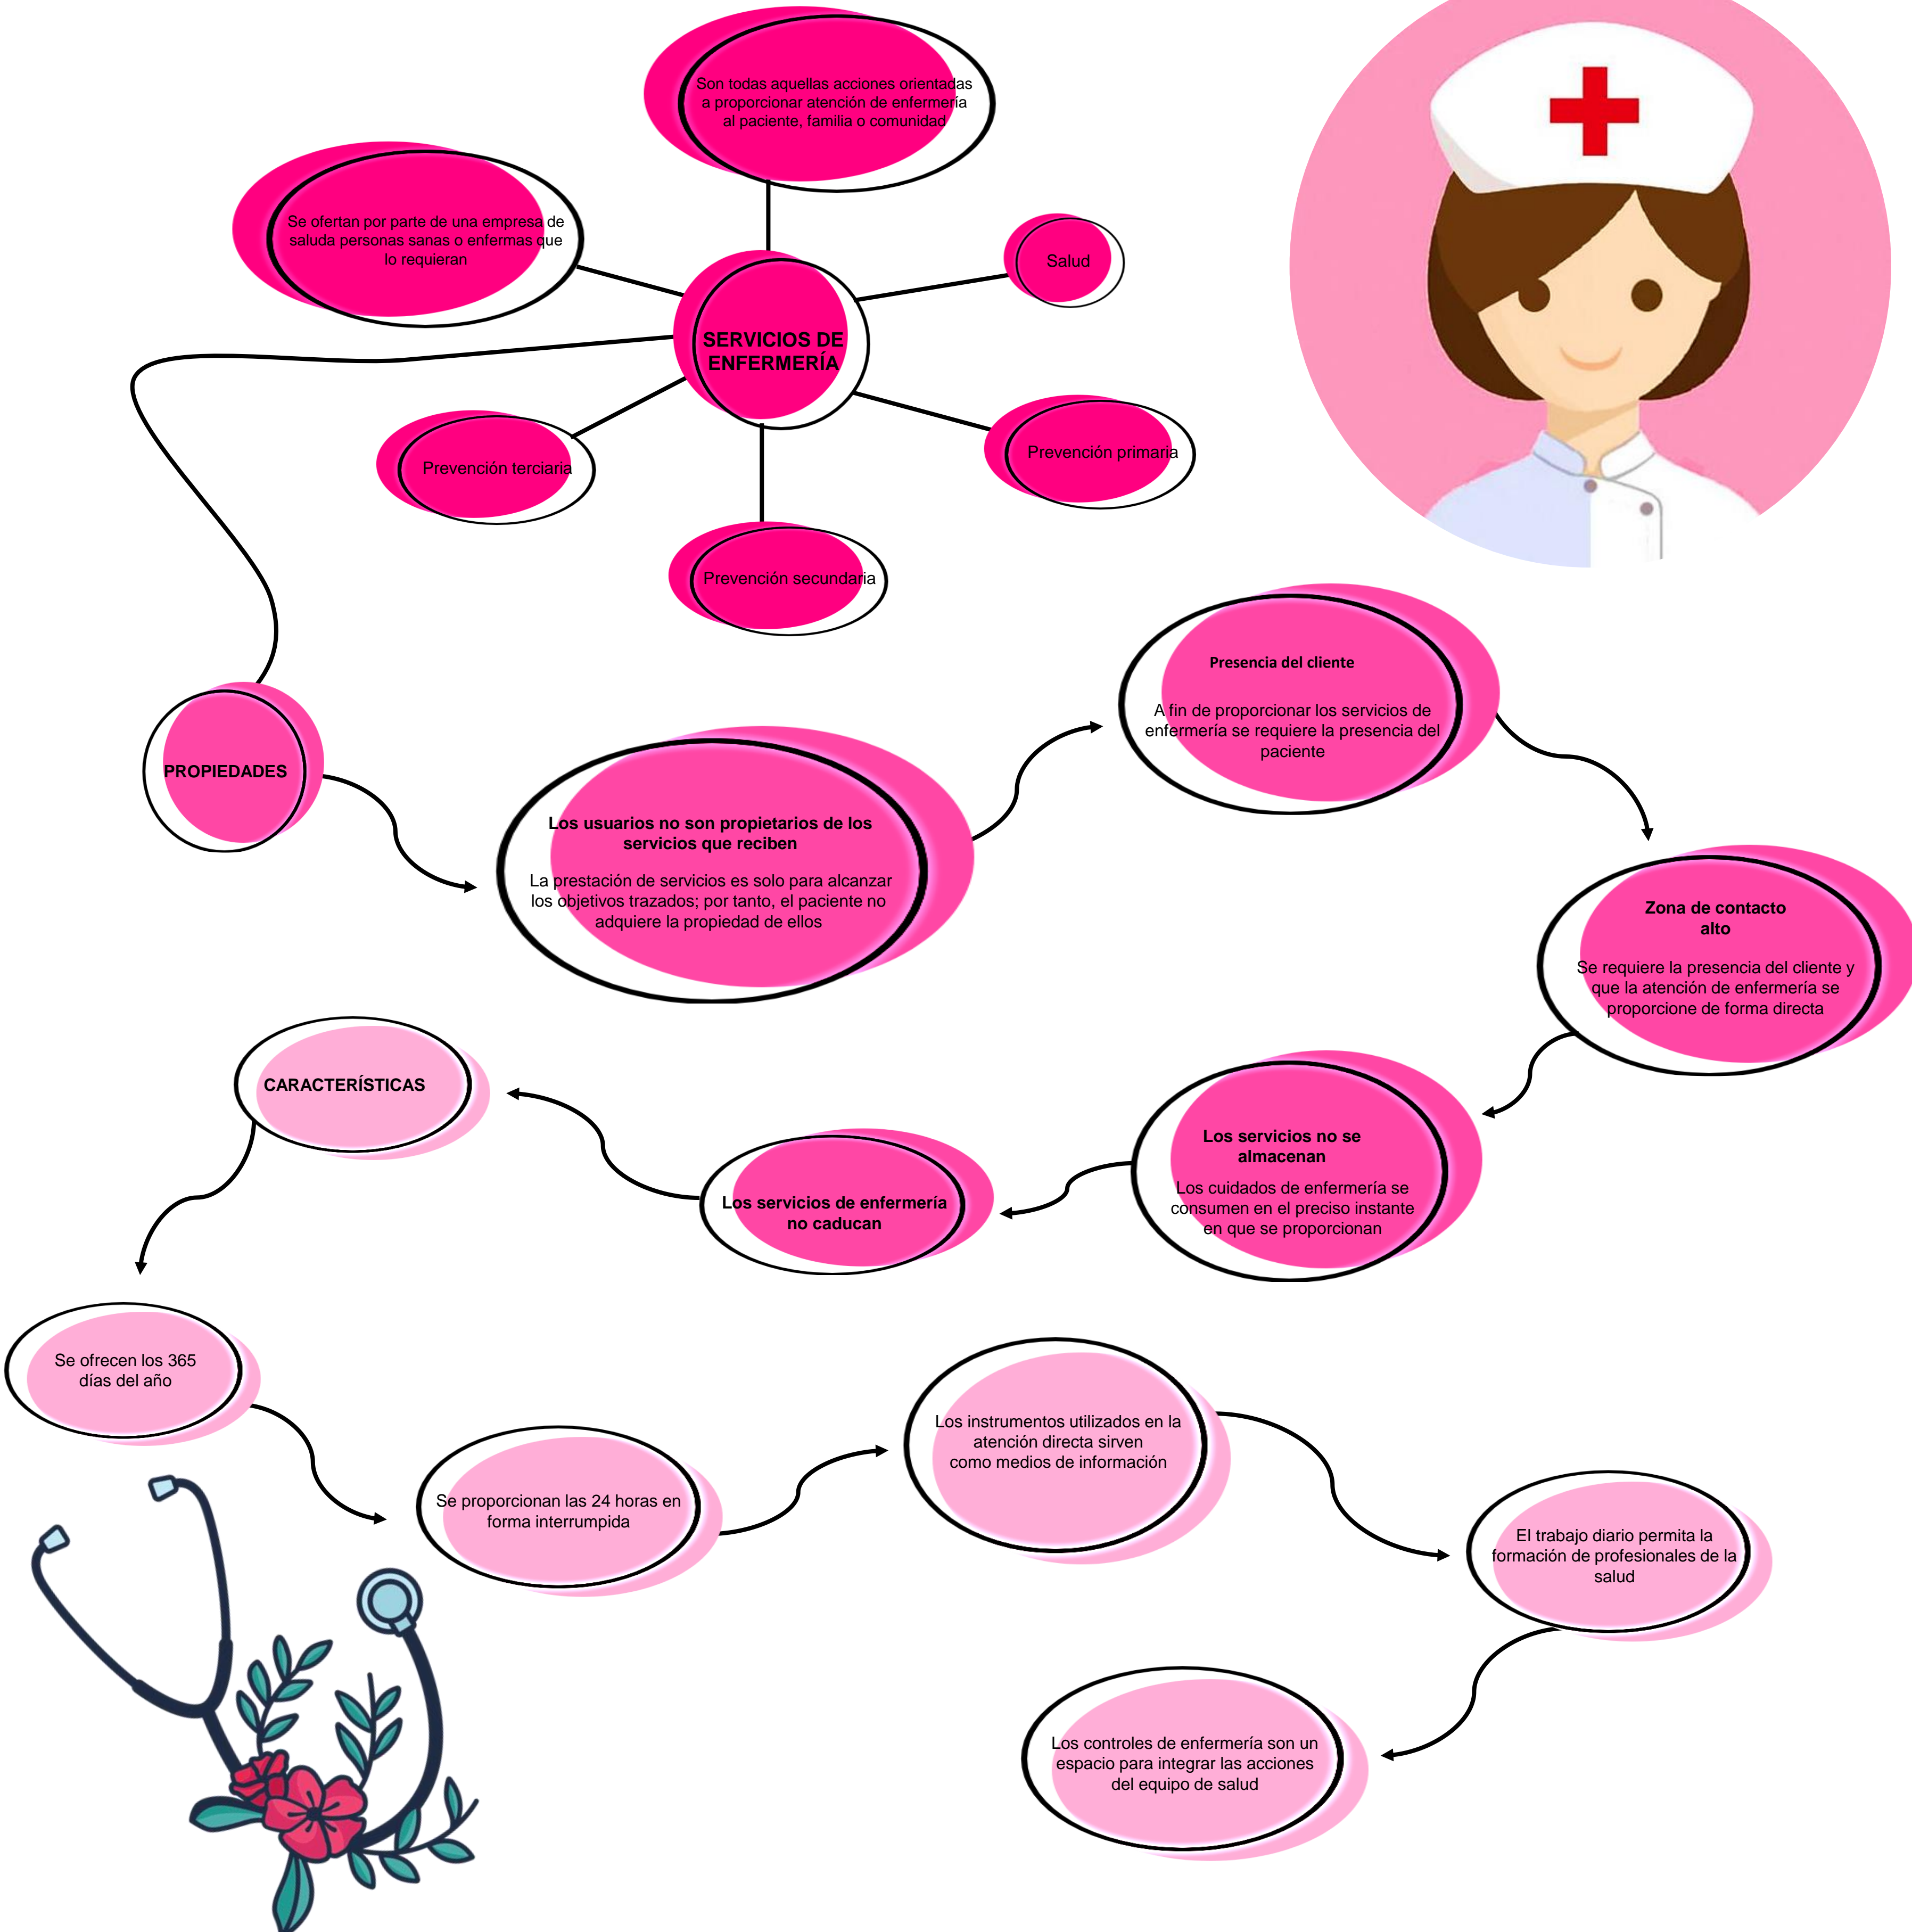 Son todas aquellas acciones orientadas
a proporcionar atención de enfermería
al paciente, familia o comunidad
Se ofertan por parte de una empresa de
saluda personas sanas o enfermas que
lo requieran
Salud
SERVICIOS DE
ENFERMERÍA
Prevención terciaria
Prevención primaria
Prevención secundaria
PROPIEDADES
Los usuarios no son propietarios de los
servicios que reciben
La prestación de servicios es solo para alcanzar
los objetivos trazados; por tanto, el paciente no
adquiere la propiedad de ellos
Presencia del cliente
A fin de proporcionar los servicios de
enfermería se requiere la presencia del
paciente
Zona de contacto
alto
Se requiere la presencia del cliente y
que la atención de enfermería se
proporcione de forma directa
Los servicios no se
almacenan
Los cuidados de enfermería se
consumen en el preciso instante
en que se proporcionan
Los servicios de enfermería
no caducan
CARACTERÍSTICAS
Se ofrecen los 365
días del año
Se proporcionan las 24 horas en
forma interrumpida
Los instrumentos utilizados en la
atención directa sirven
como medios de información
El trabajo diario permita la
formación de profesionales de la
salud
Los controles de enfermería son un
espacio para integrar las acciones
del equipo de salud